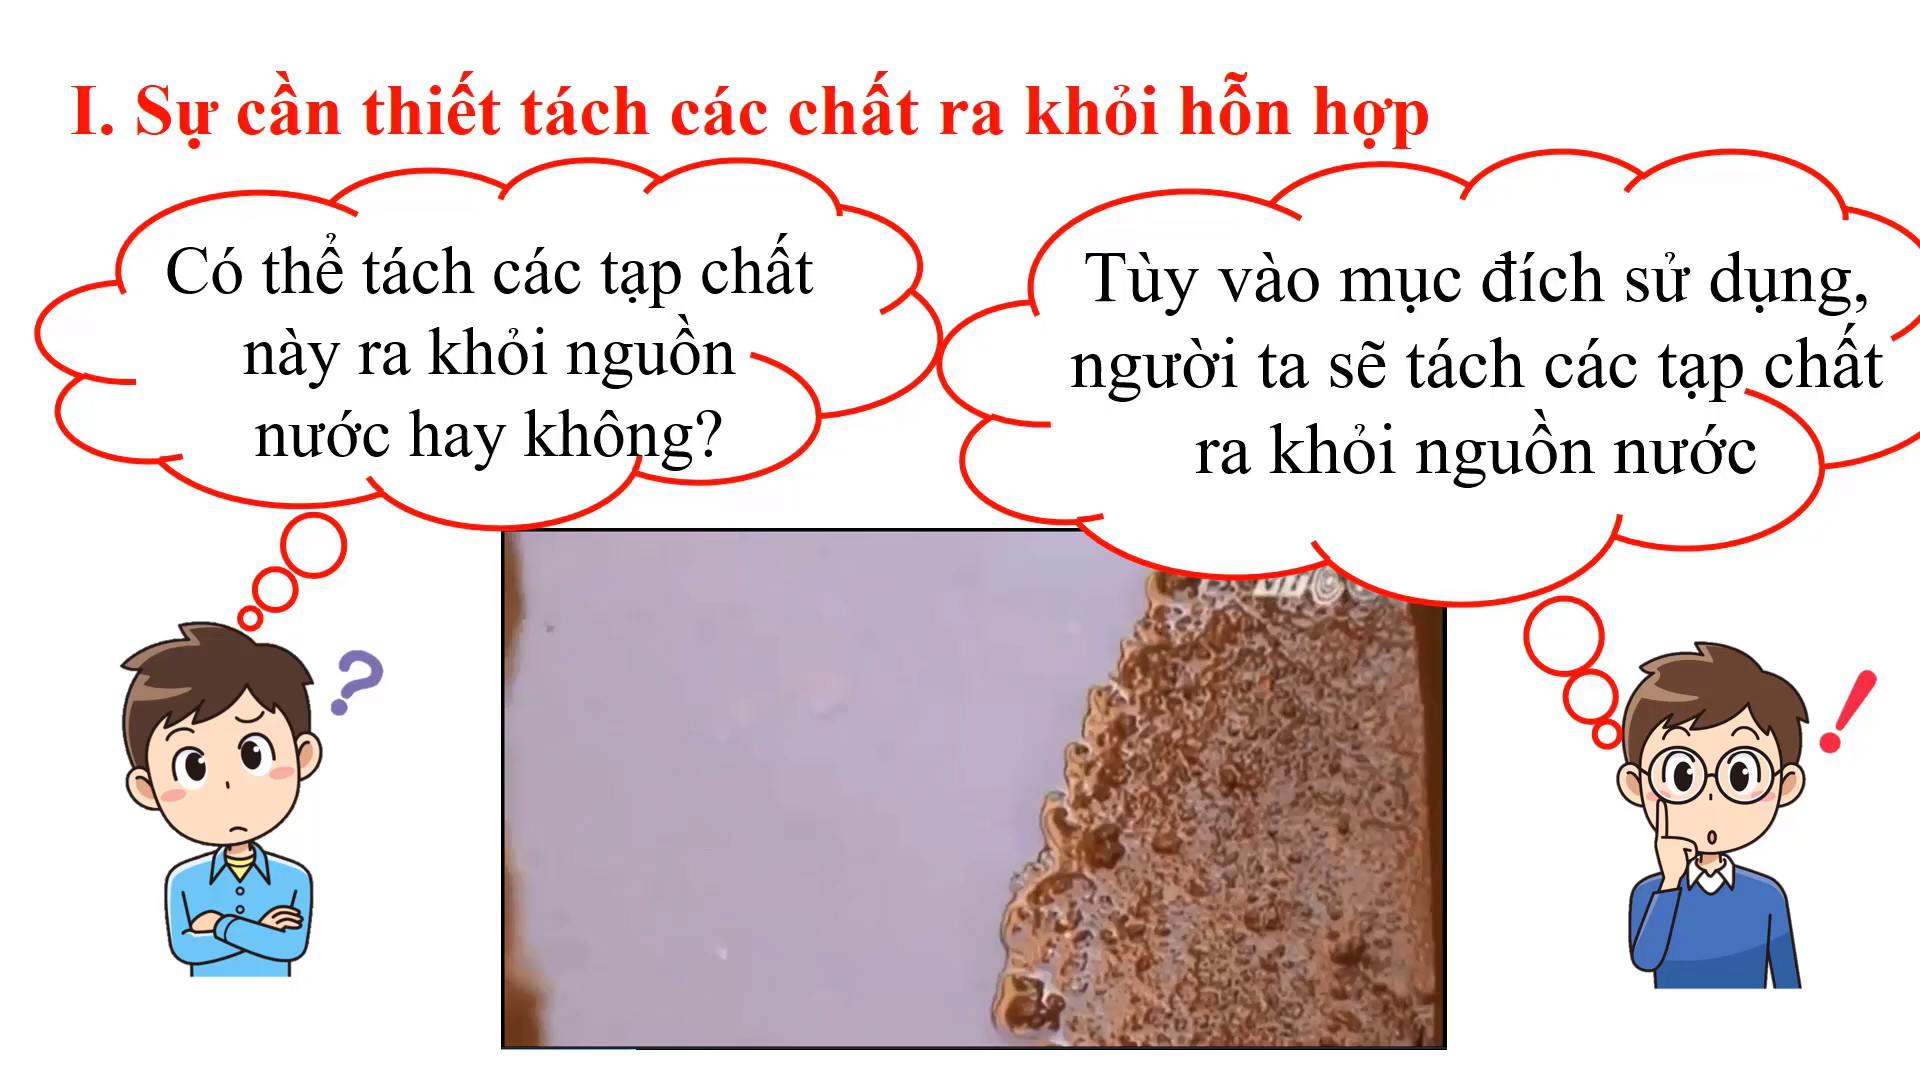 I. Sự cần thiết tách các chất ra khỏi hỗn hợp
Có thể tách các tạp chất
này ra khỏi nguồn
nước hay không?
Tùy vào mục đích sử dụng,
người ta sẽ tách các tạp chất
ra khỏi nguồn nước
?
!